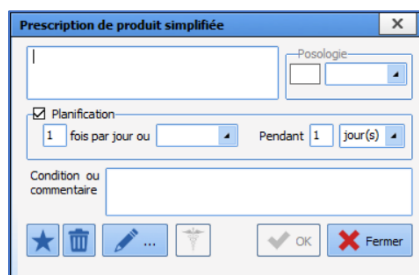 Prescription de produit simplifiée X
Posologie
Planification
1 fois par jour ou Pendant 1 jour(s)
Condition ou
commentaire
... OK Fermer